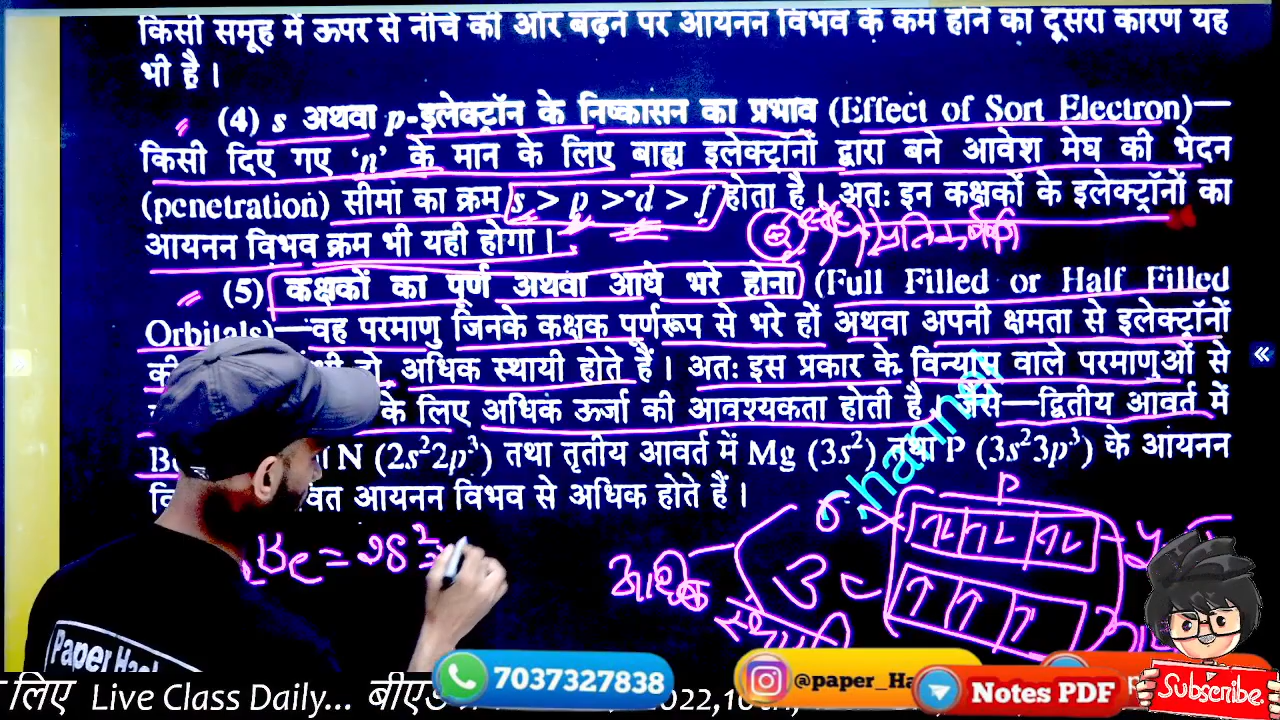 किसी समूह में ऊपर से नीचे की ओर बढ़ने पर आयनन विभव के कम होने का दूसरा कारण यह
भी है।
(4) s अथवा p-इलेक्ट्रॉन के निष्कासन का प्रभाव (Effect of Sort Electron)—
किसी दिए गए ‘n’ के मान के लिए बाह्य इलेक्ट्रॉनों द्वारा बने आवेश मेघ की भेदन
(penetration) सीमा का क्रम s > p > d > f होता है। अतः इन कक्षकों के इलेक्ट्रॉनों का
आयनन विभव क्रम भी यही होगा।
(5) कक्षकों का पूर्ण अथवा आधे भरे होना (Full Filled or Half Filled
Orbitals)—वह परमाणु जिनके कक्षक पूर्णरूप से भरे हों अथवा अपनी क्षमता से इलेक्ट्रॉनों
अधिक स्थायी होते हैं। अतः इस प्रकार के विन्यास वाले परमाणुओं से
के लिए अधिक ऊर्जा की आवश्यकता होती है। जैसे—द्वितीय आवर्त में
N (2s²2p³) तथा तृतीय आवर्त में Mg (3s²) तथा P (3s²3p³) के आयनन
आयनन विभव से अधिक होते हैं।
Be = 2s²
p
6
3
अधिक
स्थायी
hannel
Paper
लिए Live Class Daily...
7037327838
@paper_Ha
Notes PDF
Subscribe